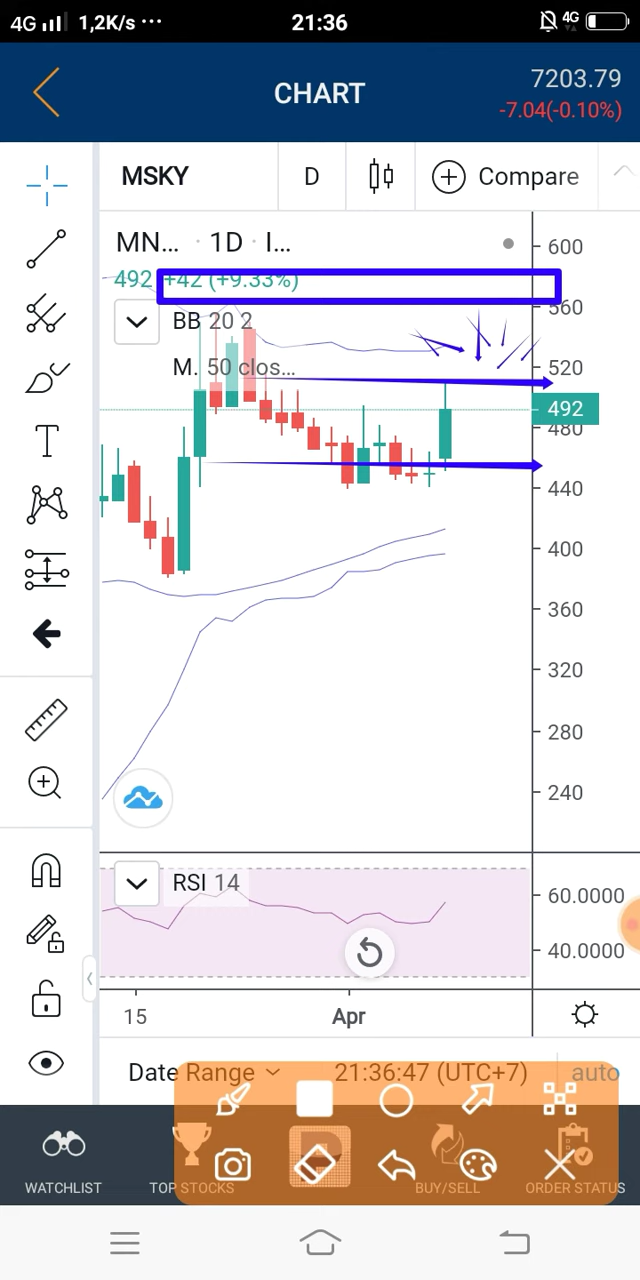 4G 1,2K/s ... 21:36 4G
CHART
7203.79
-7.04(-0.10%)
MSKY D Compare
MN... · 1D · I...
492 +42 (+9.33%)
BB 20 2
M. 50 clos...
600
560
520
492
480
440
400
360
320
280
240
RSI 14
60.0000
40.0000
15 Apr
Date Range 21:36:47 (UTC+7) auto
WATCHLIST TOP STOCKS BUY/SELL ORDER STATUS